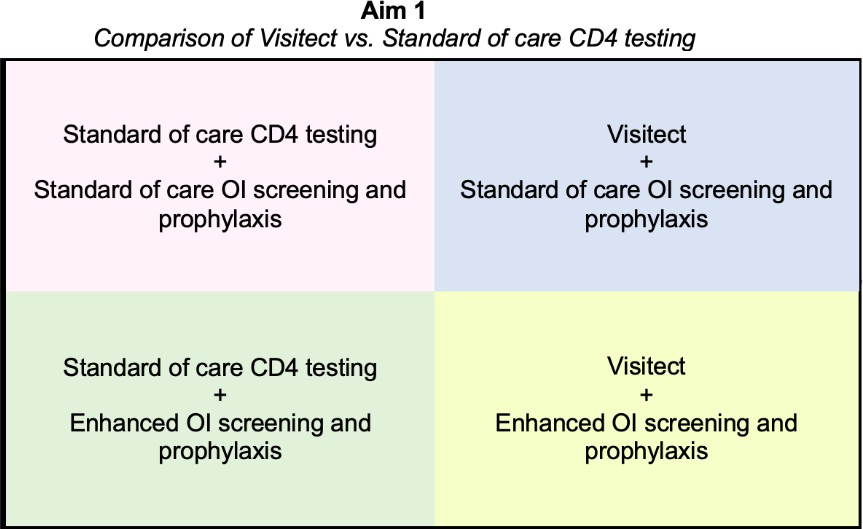 Aim 1
Comparison of Visitect vs. Standard of care CD4 testing
Standard of care CD4 testing
+
Standard of care OI screening and
prophylaxis
Visitect
+
Standard of care OI screening and
prophylaxis
Standard of care CD4 testing
+
Enhanced OI screening and
prophylaxis
Visitect
+
Enhanced OI screening and
prophylaxis